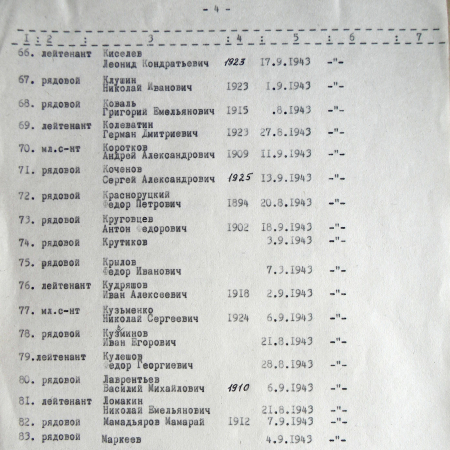 - 4 -
1 : 2 : 3 : 4 : 5 : 6 : 7 :
66. лейтенант Киселев
Леонид Кондратьевич 1923 17.9.1943 -"-
67. рядовой Клушин
Николай Иванович 1923 1.9.1943 -"-
68. рядовой Коваль
Григорий Емельянович 1915 .8.1943 -"-
69. лейтенант Колеватин
Герман Дмитриевич 1923 27.8.1943 -"-
70. мл.с-нт Коротков
Андрей Александрович 1909 11.9.1943 -"-
71. рядовой Коченов
Сергей Александрович 1925 13.9.1943 -"-
72. рядовой Красноруцкий
Федор Петрович 1894 20.8.1943 -"-
73. рядовой Круговцев
Антон Федорович 1902 18.9.1943 -"-
74. рядовой Крутиков 3.9.1943 -"-
75. рядовой Крылов
Федор Иванович 7.3.1943 -"-
76. лейтенант Кудряшов
Иван Алексеевич 1918 2.9.1943 -"-
77. мл.с-нт Кузьменко
Николай Сергеевич 1924 6.9.1943 -"-
78. рядовой Кузминов
Иван Егорович 21.8.1943 -"-
79.лейтенант Кулешов
Федор Георгиевич 28.8.1943 -"-
80. рядовой Лаврентьев
Василий Михайлович 1910 6.9.1943 -"-
81. лейтенант Ломакин
Николай Емельянович 21.8.1943 -"-
82. рядовой Мамадьяров Мамарай 1912 7.9.1943 -"-
83. рядовой Маркеев 4.9.1943 -"-